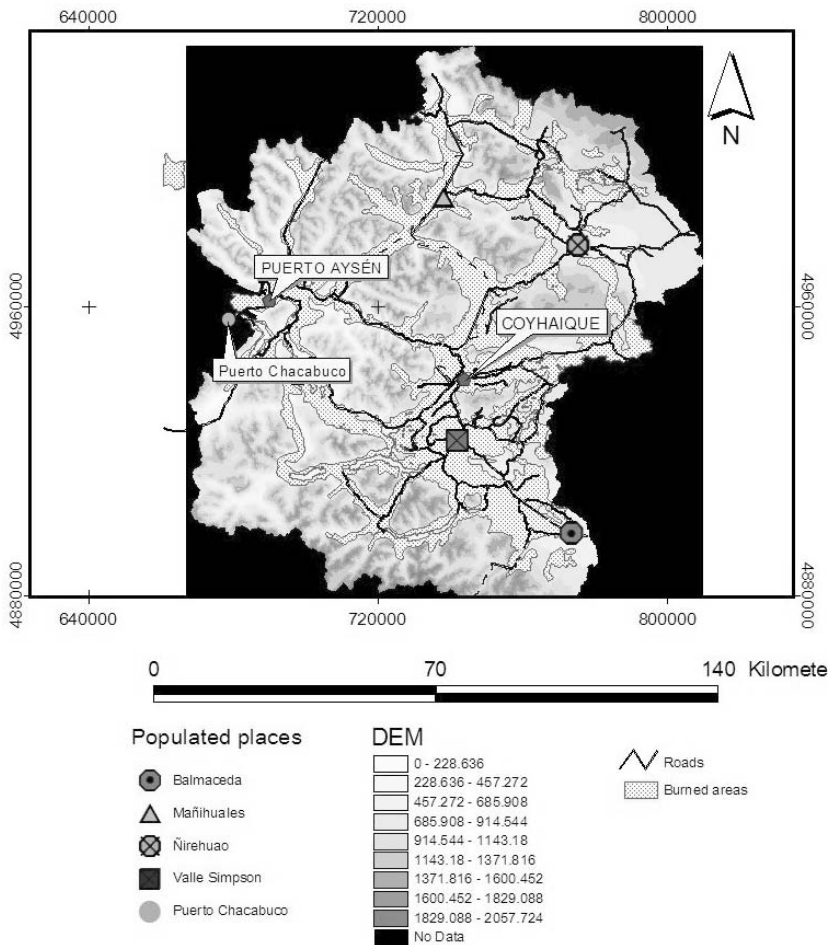 640000 720000 800000
N
PUERTO AYSÉN
4960000 4960000
COYHAIQUE
Puerto Chacabuco
4880000 4880000
640000 720000 800000
0 70 140 Kilomete
Populated places
Balmaceda
Mañihuales
Ñirehuao
Valle Simpson
Puerto Chacabuco
DEM
0 - 228.636
228.636 - 457.272
457.272 - 685.908
685.908 - 914.544
914.544 - 1143.18
1143.18 - 1371.816
1371.816 - 1600.452
1600.452 - 1829.088
1829.088 - 2057.724
No Data
Roads
Burned areas